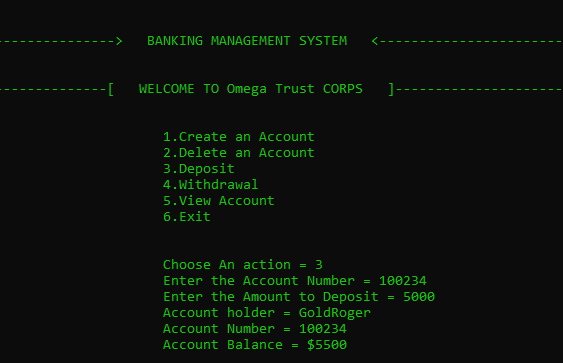 ---------------> BANKING MANAGEMENT SYSTEM <-----------------------
--------------[ WELCOME TO Omega Trust CORPS ]---------------------
1.Create an Account
2.Delete an Account
3.Deposit
4.Withdrawal
5.View Account
6.Exit
Choose An action = 3
Enter the Account Number = 100234
Enter the Amount to Deposit = 5000
Account holder = GoldRoger
Account Number = 100234
Account Balance = $5500